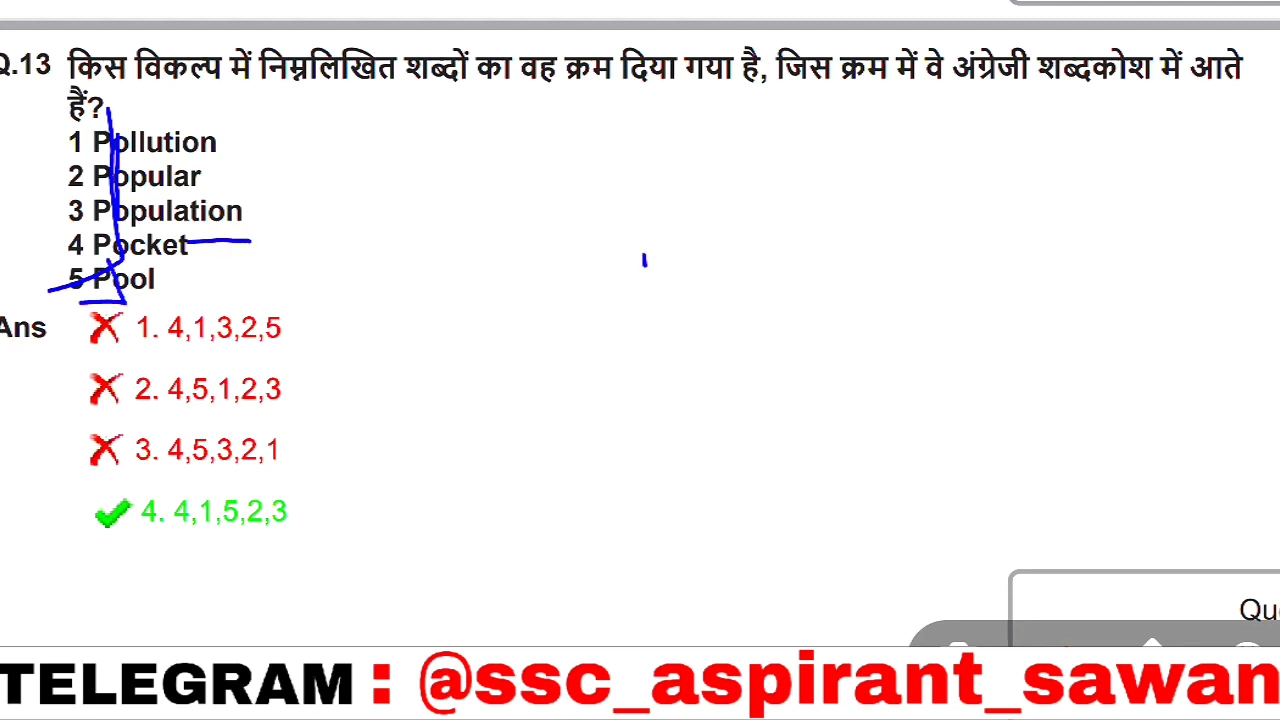 Q.13 किस विकल्प में निम्नलिखित शब्दों का वह क्रम दिया गया है, जिस क्रम में वे अंग्रेजी शब्दकोश में आते
हैं?
1 Pollution
2 Popular
3 Population
4 Pocket
5 Pool
Ans 1. 4,1,3,2,5
2. 4,5,1,2,3
3. 4,5,3,2,1
4. 4,1,5,2,3
TELEGRAM : @ssc_aspirant_sawan